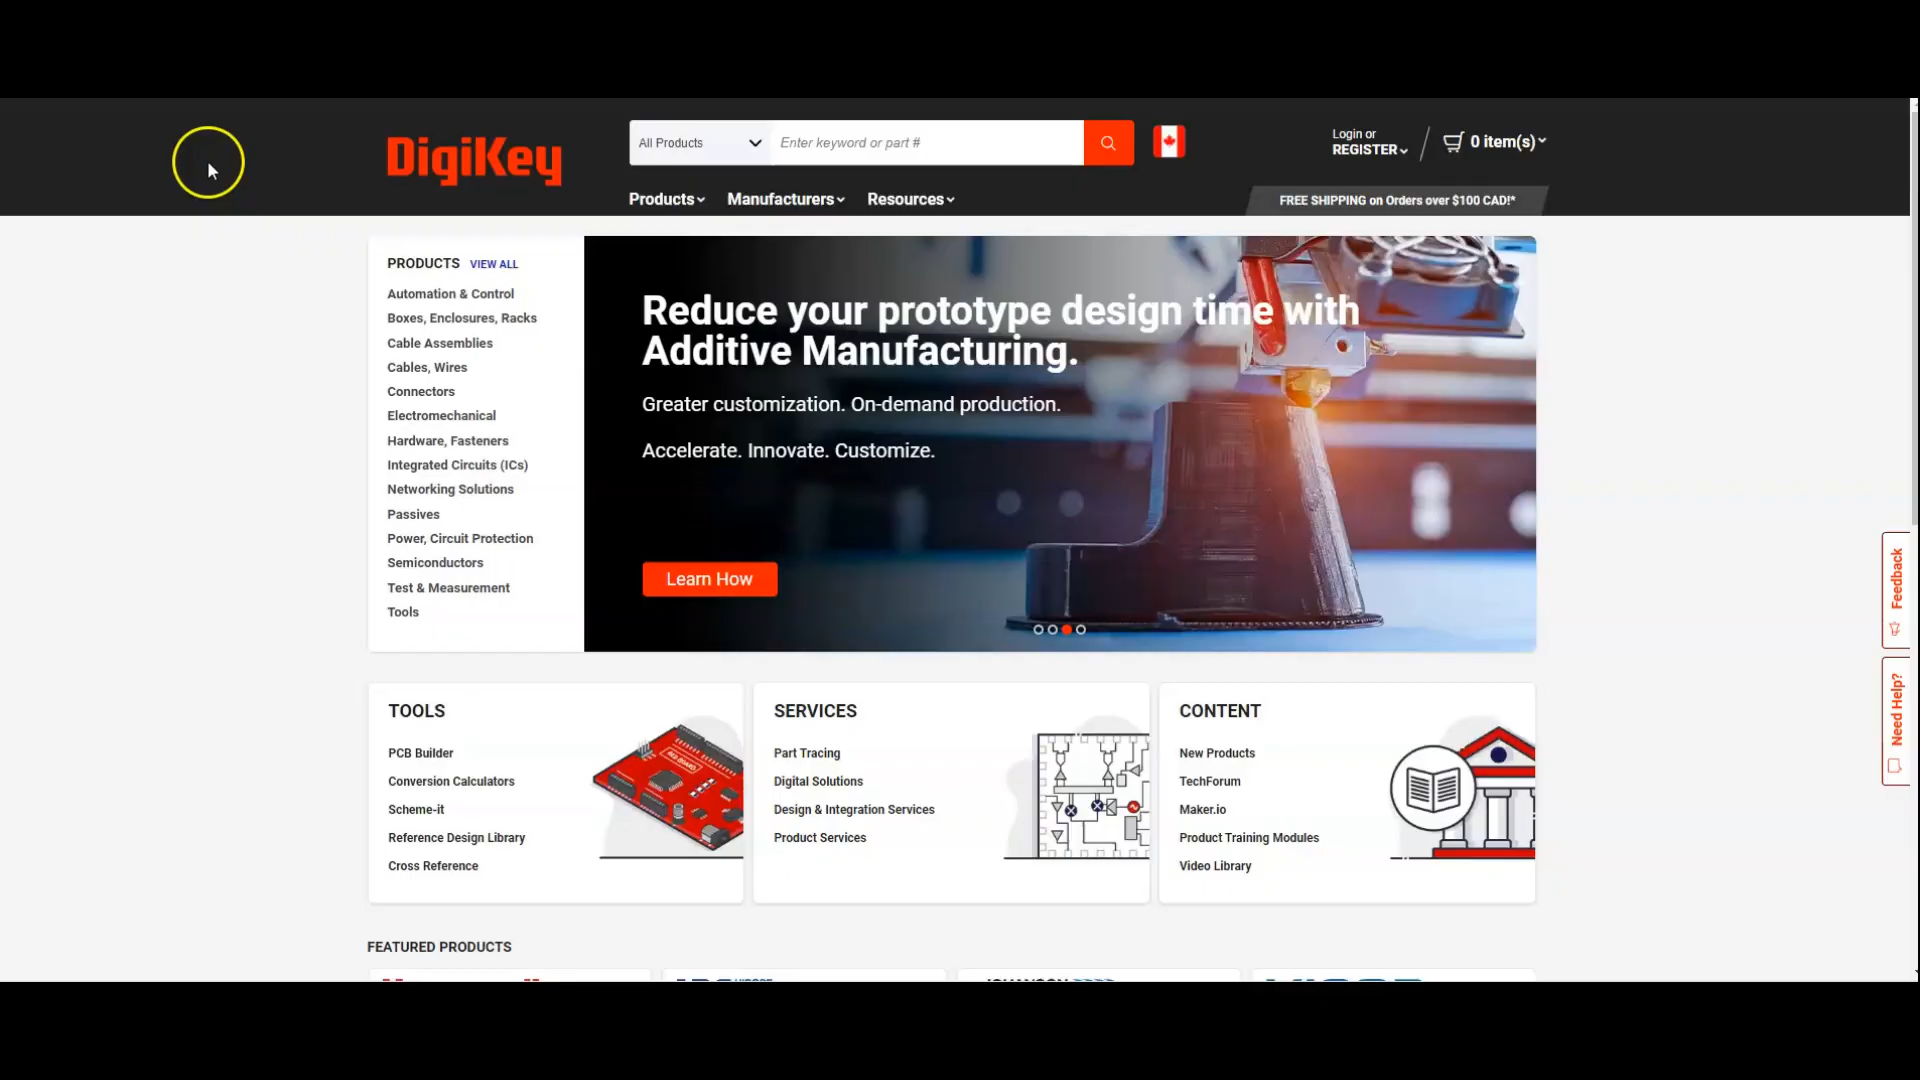 DigiKey
All Products
Enter keyword or part #
Login or
REGISTER
0 item(s)
Products
Manufacturers
Resources
FREE SHIPPING on Orders over $100 CAD!*
PRODUCTS VIEW ALL
Automation & Control
Boxes, Enclosures, Racks
Cable Assemblies
Cables, Wires
Connectors
Electromechanical
Hardware, Fasteners
Integrated Circuits (ICs)
Networking Solutions
Passives
Power, Circuit Protection
Semiconductors
Test & Measurement
Tools
Reduce your prototype design time with
Additive Manufacturing.
Greater customization. On-demand production.
Accelerate. Innovate. Customize.
Learn How
Feedback
Need Help?
TOOLS
PCB Builder
Conversion Calculators
Scheme-it
Reference Design Library
Cross Reference
SERVICES
Part Tracing
Digital Solutions
Design & Integration Services
Product Services
CONTENT
New Products
TechForum
Maker.io
Product Training Modules
Video Library
FEATURED PRODUCTS